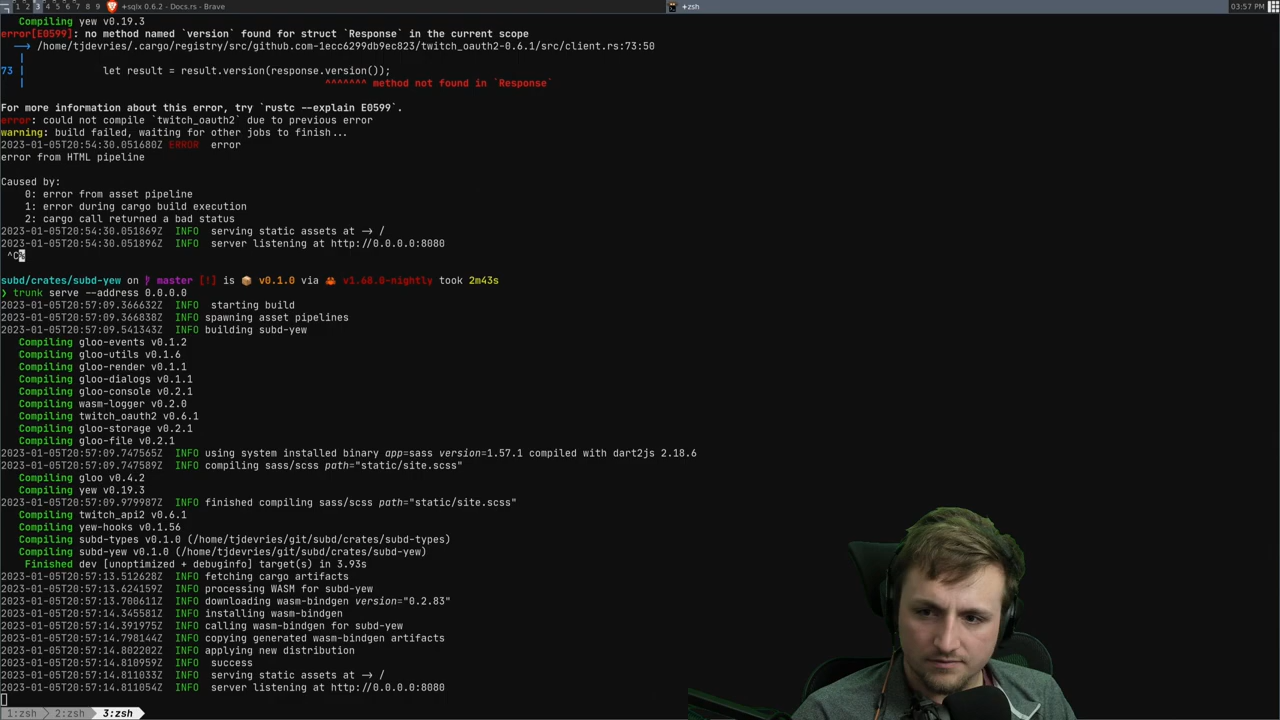 1 2 3 4 5 6 7 8 +sqlx 0.6.2 - Docs.rs - Brave
+zsh
03:57 PM
Compiling yew v0.19.3
error[E0599]: no method named `version` found for struct `Response` in the current scope
--> /home/tjdevries/.cargo/registry/src/github.com-1ecc6299db9ec823/twitch_oauth2-0.6.1/src/client.rs:73:50
|
73 | let result = result.version(response.version());
| ^^^^^^^ method not found in `Response`
For more information about this error, try `rustc --explain E0599`.
error: could not compile `twitch_oauth2` due to previous error
warning: build failed, waiting for other jobs to finish...
2023-01-05T20:54:30.051680Z ERROR error
error from HTML pipeline
Caused by:
0: error from asset pipeline
1: error during cargo build execution
2: cargo call returned a bad status
2023-01-05T20:54:30.051869Z INFO serving static assets at -> /
2023-01-05T20:54:30.051896Z INFO server listening at http://0.0.0.0:8080
^C%
subd/crates/subd-yew on master [!] is 📦 v0.1.0 via 🦀 v1.68.0-nightly took 2m43s
❯ trunk serve --address 0.0.0.0
2023-01-05T20:57:09.366632Z INFO starting build
2023-01-05T20:57:09.366838Z INFO spawning asset pipelines
2023-01-05T20:57:09.541343Z INFO building subd-yew
Compiling gloo-events v0.1.2
Compiling gloo-utils v0.1.6
Compiling gloo-render v0.1.1
Compiling gloo-dialogs v0.1.1
Compiling gloo-console v0.2.1
Compiling wasm-logger v0.2.0
Compiling twitch_oauth2 v0.6.1
Compiling gloo-storage v0.2.1
Compiling gloo-file v0.2.1
2023-01-05T20:57:09.747565Z INFO using system installed binary app=sass version=1.57.1 compiled with dart2js 2.18.6
2023-01-05T20:57:09.747589Z INFO compiling sass/scss path="static/site.scss"
Compiling gloo v0.4.2
Compiling yew v0.19.3
2023-01-05T20:57:09.979987Z INFO finished compiling sass/scss path="static/site.scss"
Compiling twitch_api2 v0.6.1
Compiling yew-hooks v0.1.56
Compiling subd-types v0.1.0 (/home/tjdevries/git/subd/crates/subd-types)
Compiling subd-yew v0.1.0 (/home/tjdevries/git/subd/crates/subd-yew)
Finished dev [unoptimized + debuginfo] target(s) in 3.93s
2023-01-05T20:57:13.512628Z INFO fetching cargo artifacts
2023-01-05T20:57:13.624159Z INFO processing WASM for subd-yew
2023-01-05T20:57:13.700611Z INFO downloading wasm-bindgen version="0.2.83"
2023-01-05T20:57:14.345581Z INFO installing wasm-bindgen
2023-01-05T20:57:14.391975Z INFO calling wasm-bindgen for subd-yew
2023-01-05T20:57:14.798144Z INFO copying generated wasm-bindgen artifacts
2023-01-05T20:57:14.802202Z INFO applying new distribution
2023-01-05T20:57:14.810959Z INFO success
2023-01-05T20:57:14.811033Z INFO serving static assets at -> /
2023-01-05T20:57:14.811054Z INFO server listening at http://0.0.0.0:8080
1:zsh 2:zsh 3:zsh